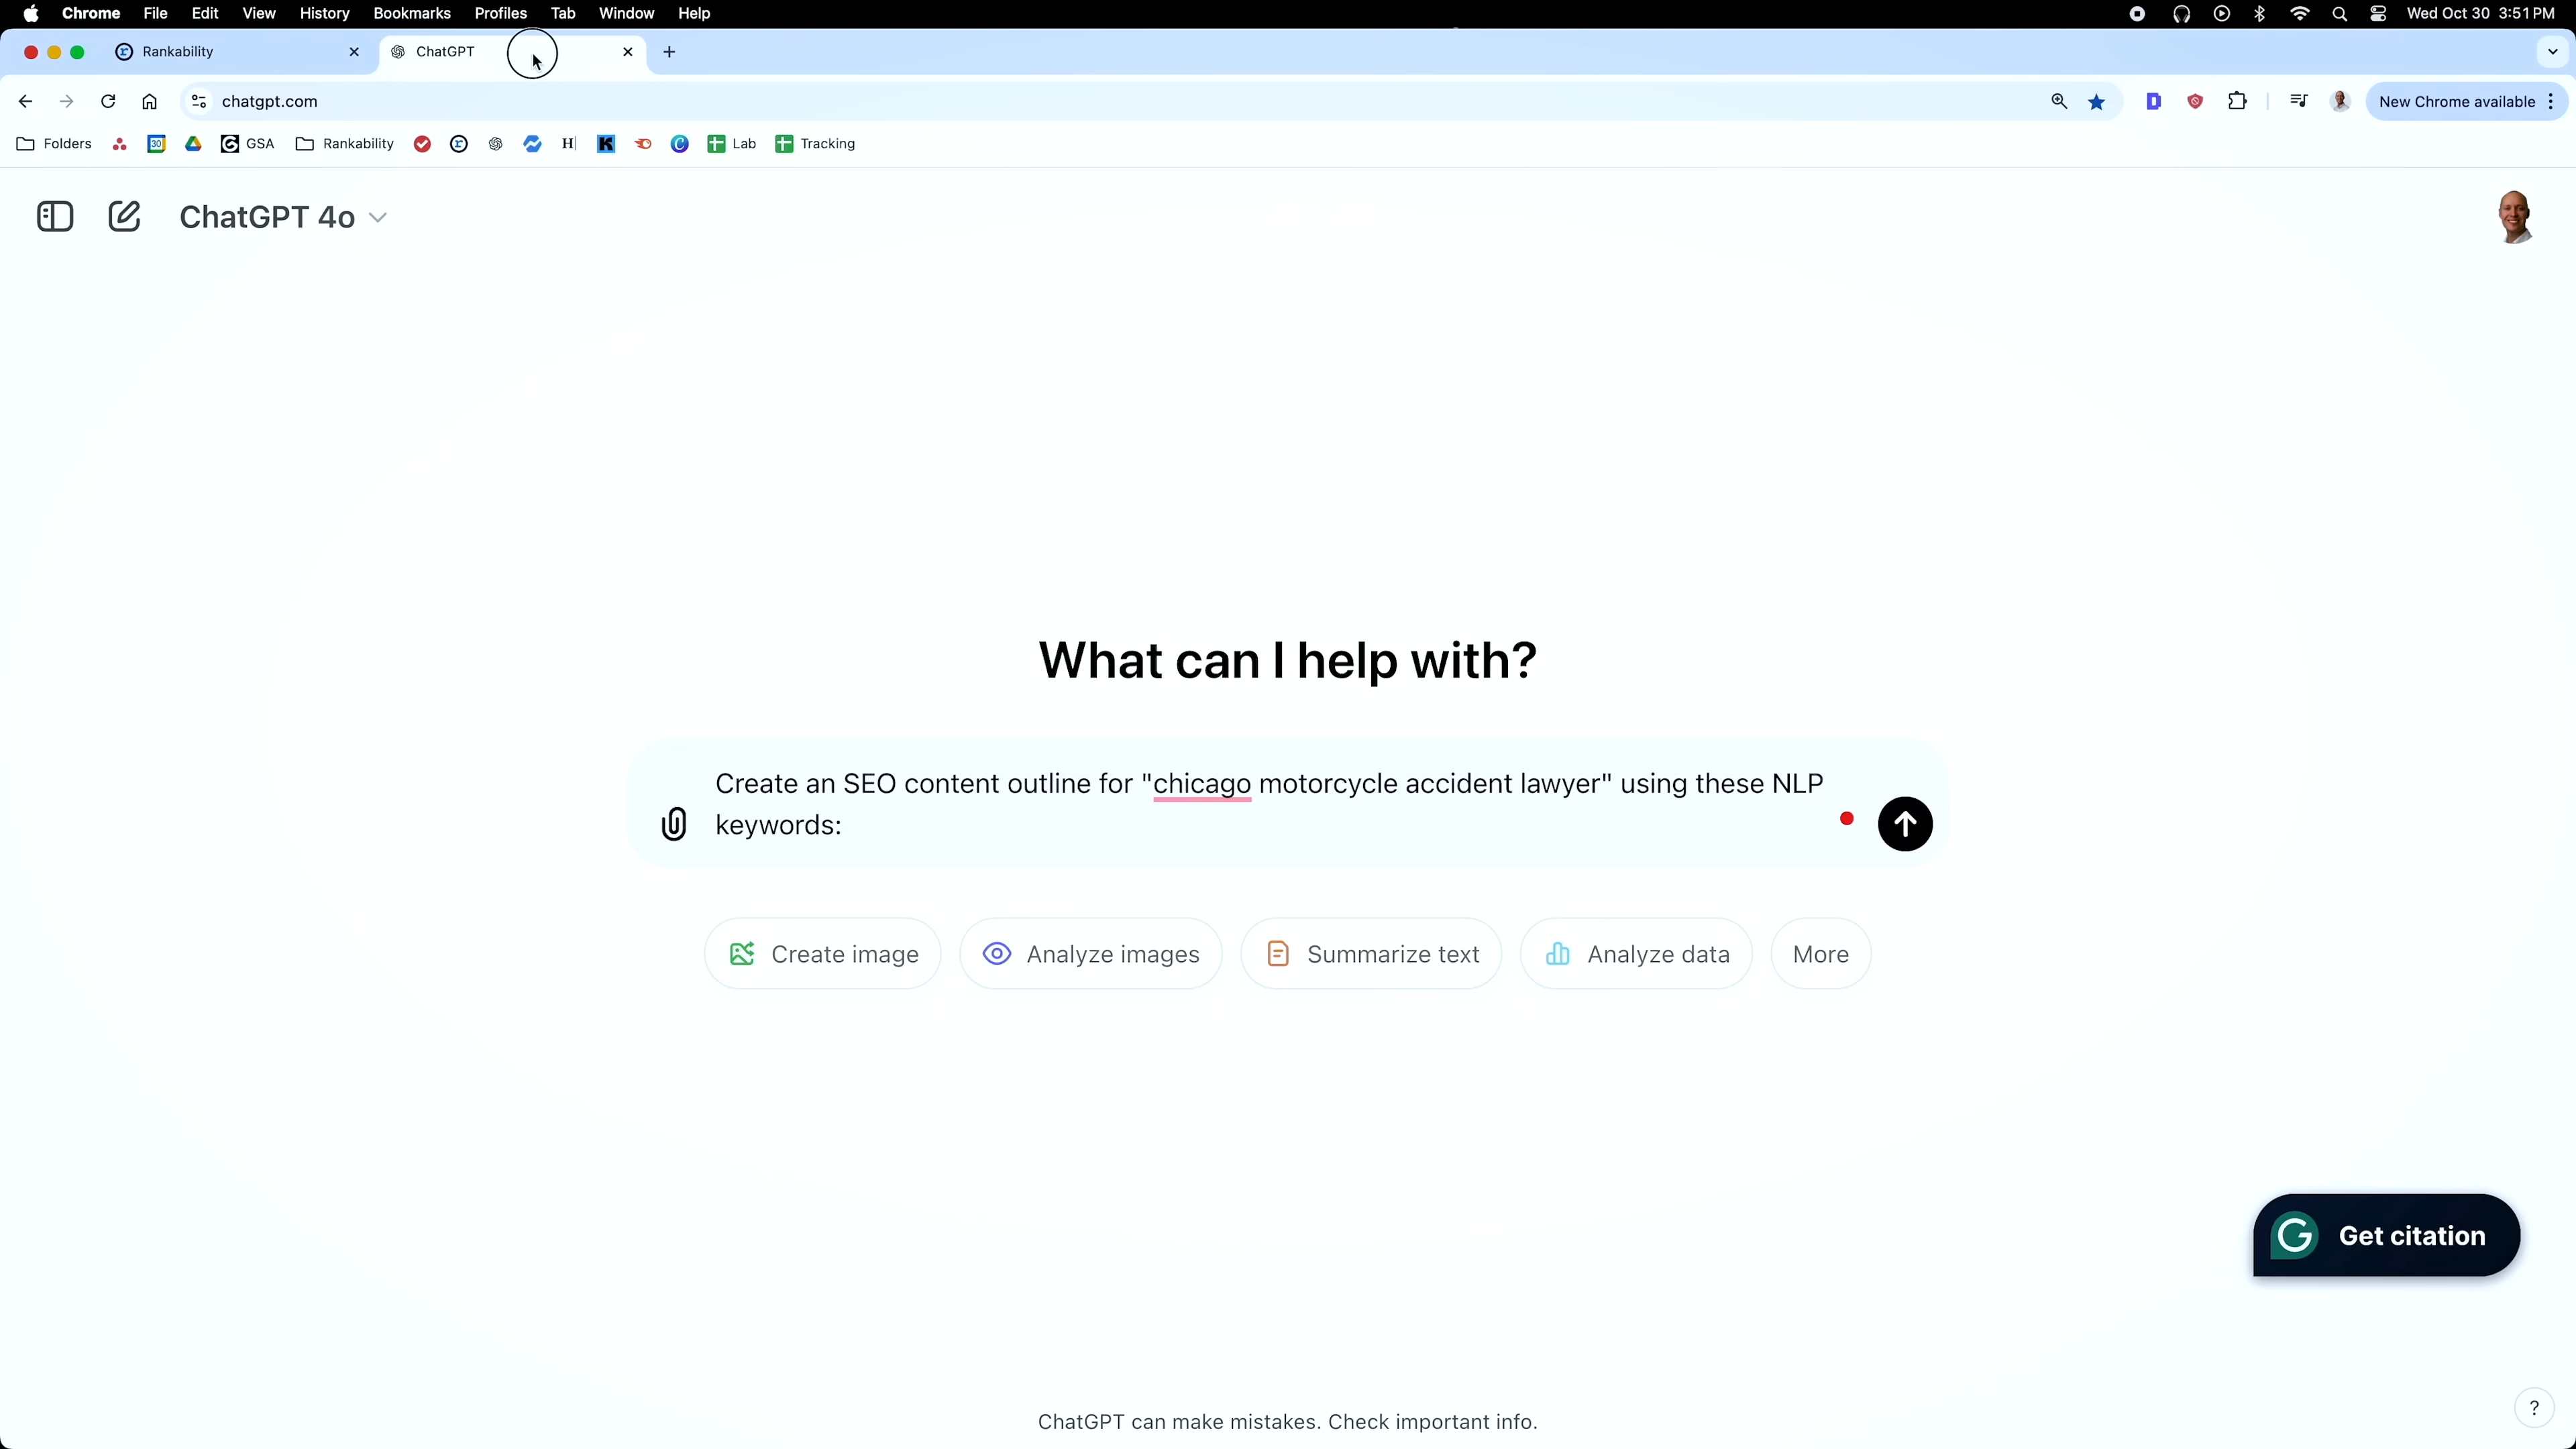 Chrome File Edit View History Bookmarks Profiles Tab Window Help Wed Oct 30 3:51 PM
Rankability ChatGPT
chatgpt.com New Chrome available
Folders 30 GSA Rankability H K Lab Tracking
ChatGPT 4o
What can I help with?
Create an SEO content outline for "chicago motorcycle accident lawyer" using these NLP
keywords:
Create image Analyze images Summarize text Analyze data More
Get citation
ChatGPT can make mistakes. Check important info.
?